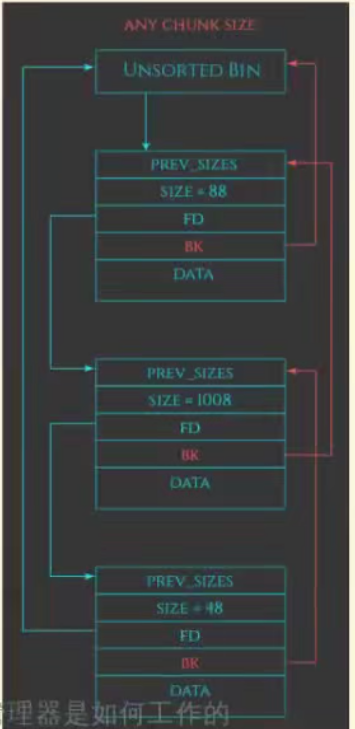 ANY CHUNK SIZE
UNSORTED BIN
PREV_SIZES
SIZE = 88
FD
BK
DATA
PREV_SIZES
SIZE = 1008
FD
BK
DATA
PREV_SIZES
SIZE = 48
FD
BK
DATA
理器是如何工作的